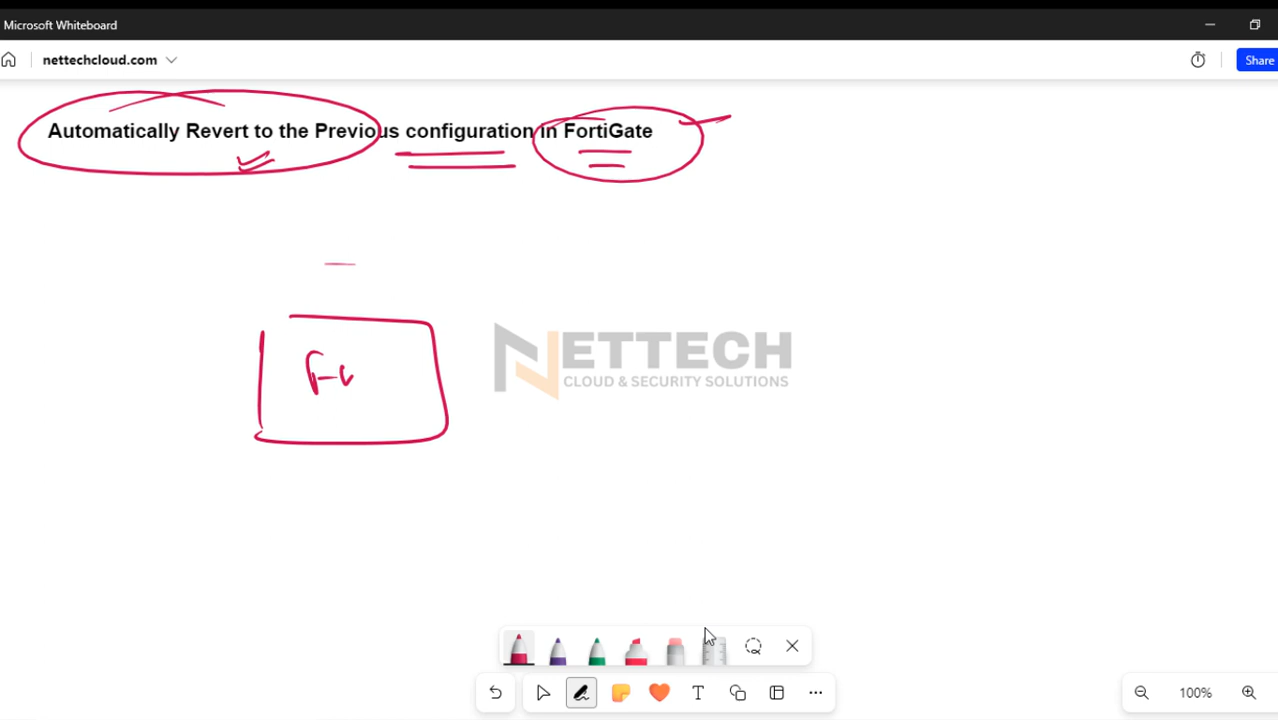 Microsoft Whiteboard
nettechcloud.com
Share
Automatically Revert to the Previous configuration in FortiGate
NETTECH
CLOUD & SECURITY SOLUTIONS
100%